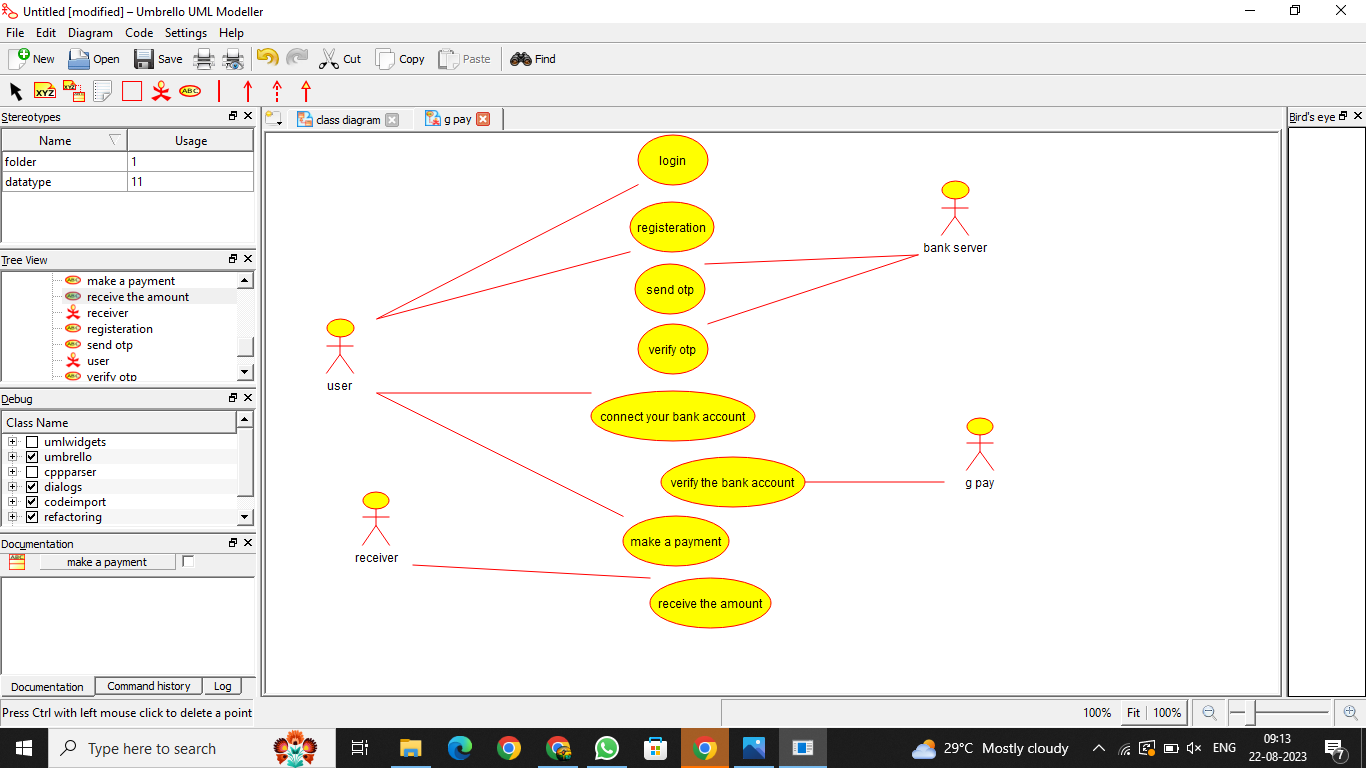 Untitled [modified] – Umbrello UML Modeller
File Edit Diagram Code Settings Help
New Open Save Cut Copy Paste Find
XYZ XYZ ABC
Stereotypes
Name Usage
folder 1
datatype 11
Tree View
make a payment
receive the amount
receiver
registeration
send otp
user
verify otp
Debug
Class Name
umlwidgets
umbrello
cppparser
dialogs
codeimport
refactoring
Documentation
make a payment
Documentation Command history Log
class diagram g pay
login
registeration
send otp
verify otp
connect your bank account
verify the bank account
make a payment
receive the amount
user
receiver
bank server
g pay
Bird's eye
Press Ctrl with left mouse click to delete a point
100% Fit 100%
Type here to search
29°C Mostly cloudy
ENG
09:13
22-08-2023
7